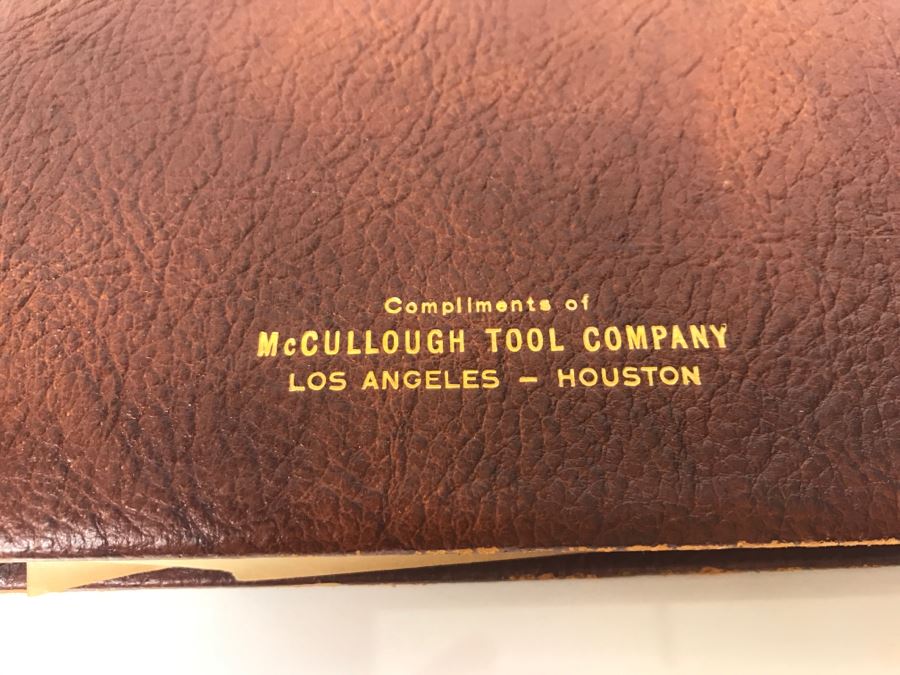 Compliments of
McCULLOUGH TOOL COMPANY
LOS ANGELES – HOUSTON